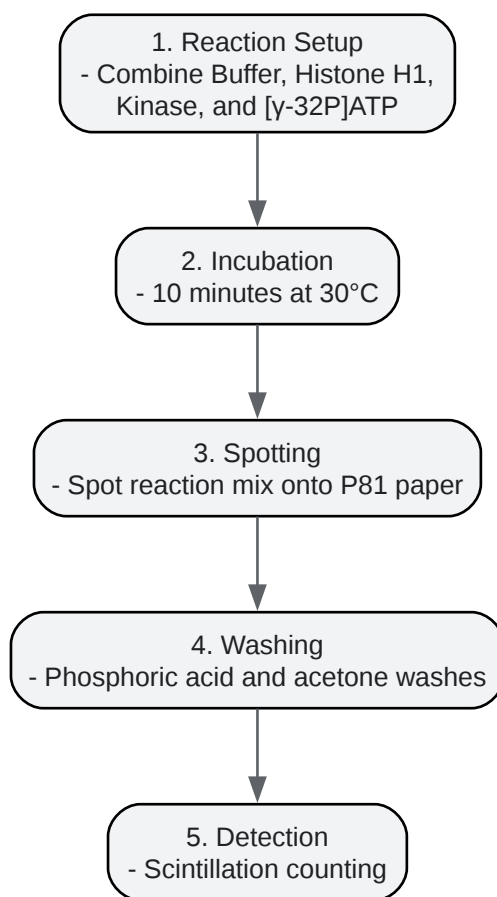 1. Reaction Setup
- Combine Buffer, Histone H1,
Kinase, and [γ-32P]ATP
2. Incubation
- 10 minutes at 30°C
3. Spotting
- Spot reaction mix onto P81 paper
4. Washing
- Phosphoric acid and acetone washes
5. Detection
- Scintillation counting